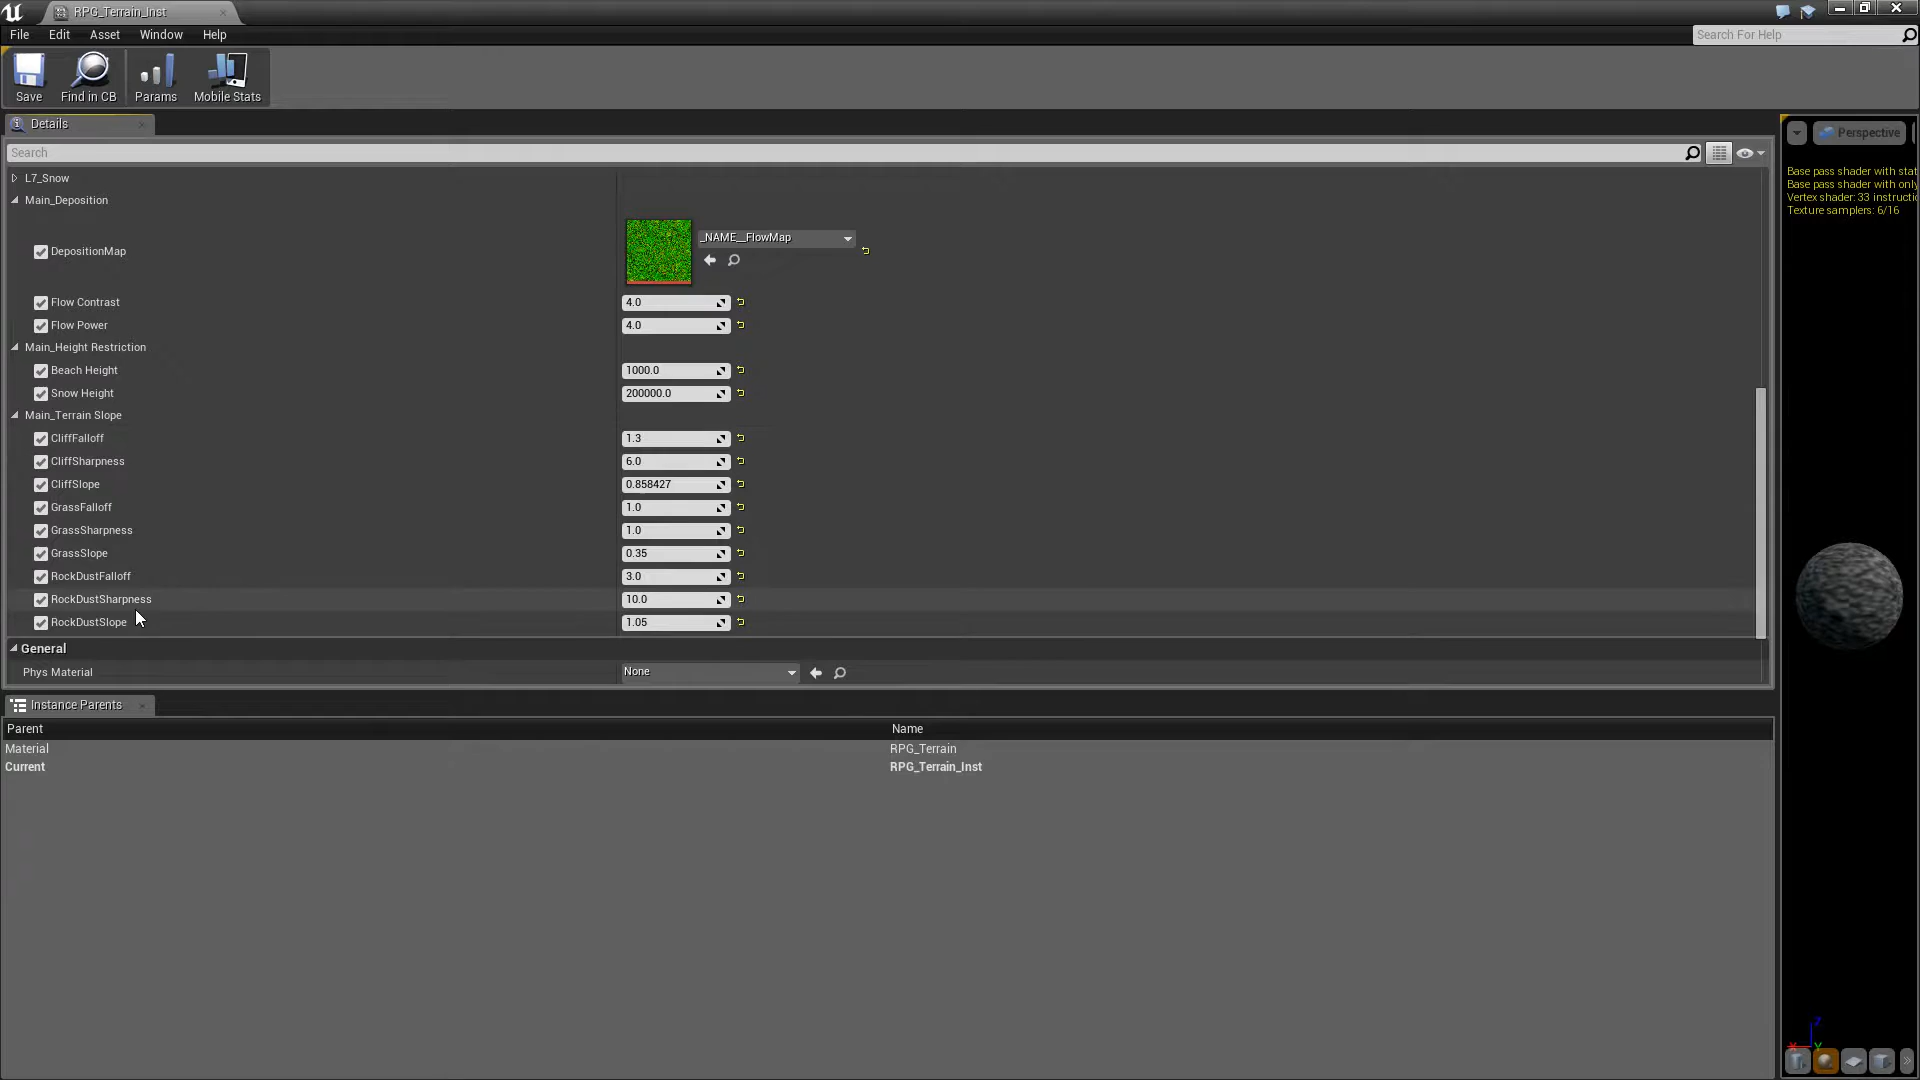 RPG_Terrain_Inst
File Edit Asset Window Help
Search For Help
Save Find in CB Params Mobile Stats
Details
Search
Perspective
Base pass shader with stat
Base pass shader with only
Vertex shader: 33 instructi
Texture samplers: 6/16
L7_Snow
Main_Deposition
DepositionMap
_NAME__FlowMap
Flow Contrast 4.0
Flow Power 4.0
Main_Height Restriction
Beach Height 1000.0
Snow Height 200000.0
Main_Terrain Slope
CliffFalloff 1.3
CliffSharpness 6.0
CliffSlope 0.858427
GrassFalloff 1.0
GrassSharpness 1.0
GrassSlope 0.35
RockDustFalloff 3.0
RockDustSharpness 10.0
RockDustSlope 1.05
General
Phys Material None
Instance Parents
Parent Name
Material RPG_Terrain
Current RPG_Terrain_Inst
Z
X Y